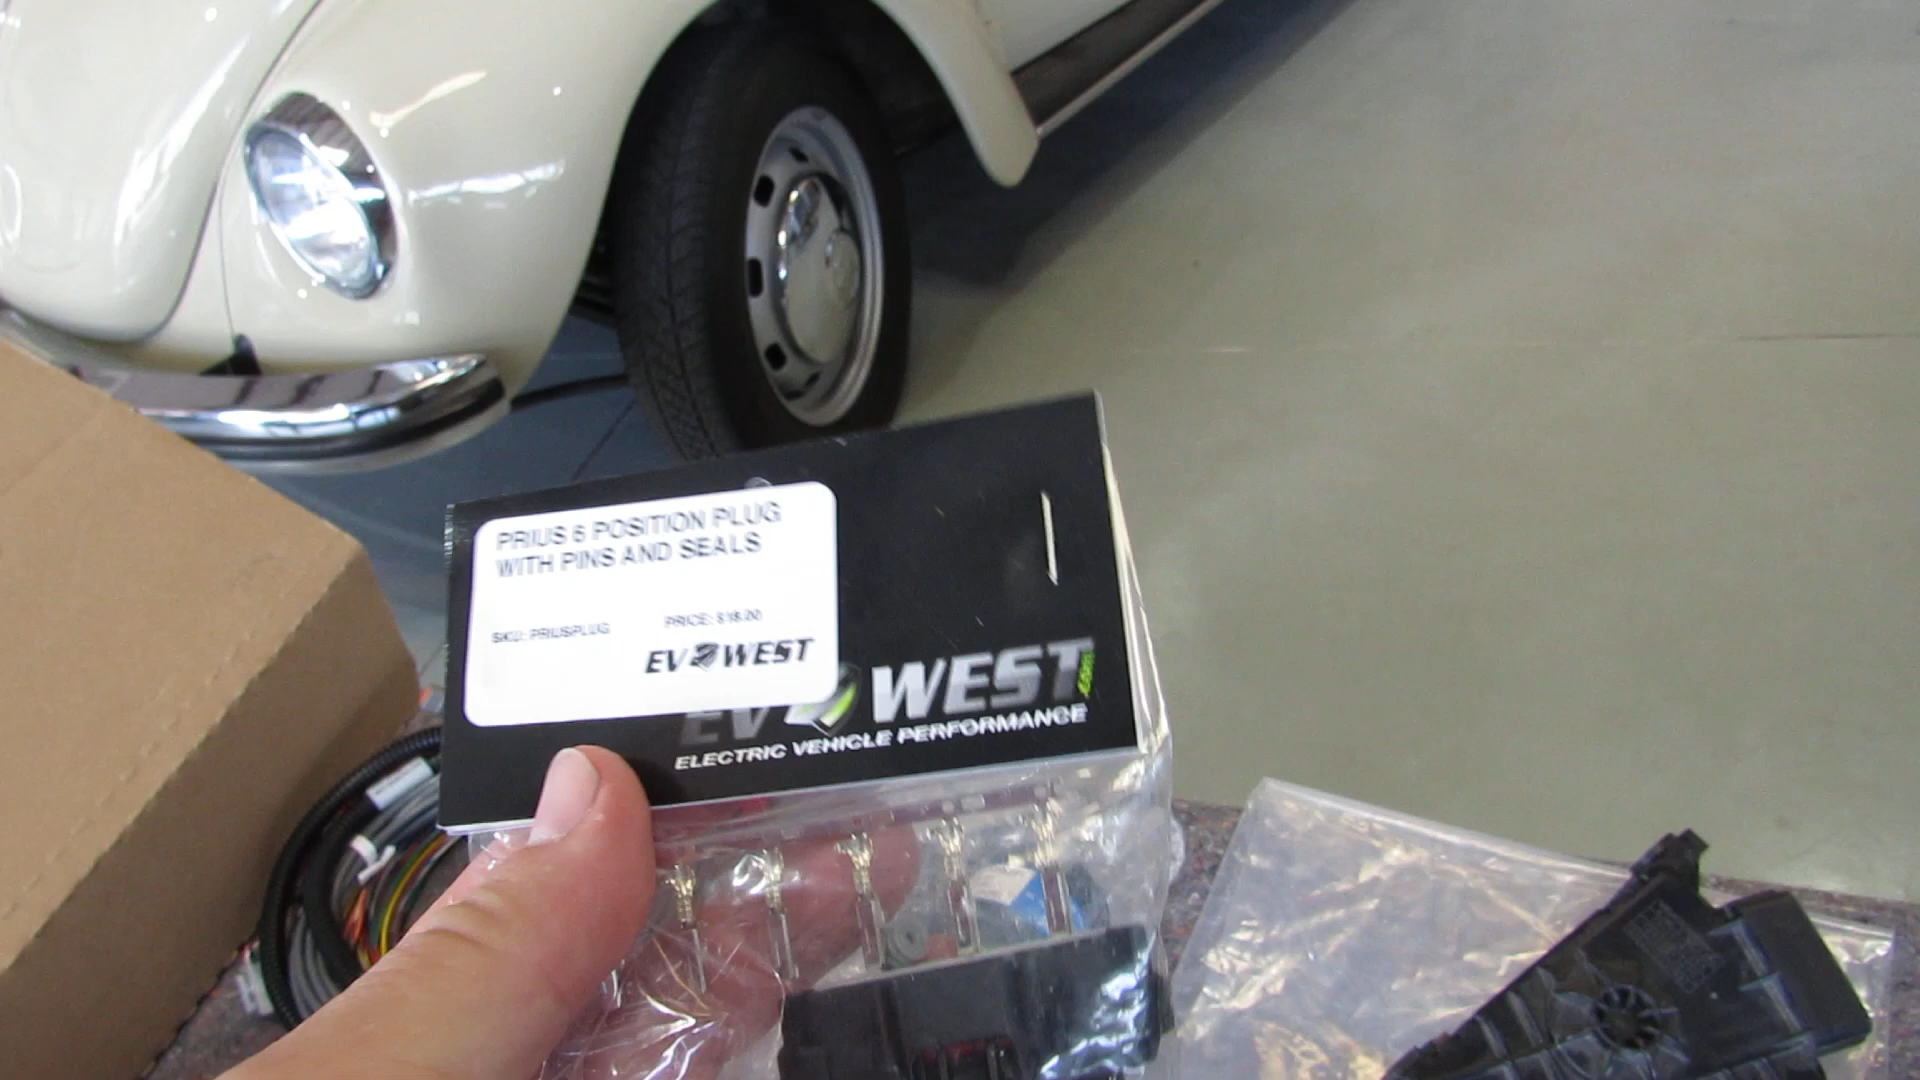 PRIUS 6 POSITION PLUG
WITH PINS AND SEALS
SKU: PRIUSPLUG PRICE: $18.00
EV WEST
EV WEST .com
ELECTRIC VEHICLE PERFORMANCE